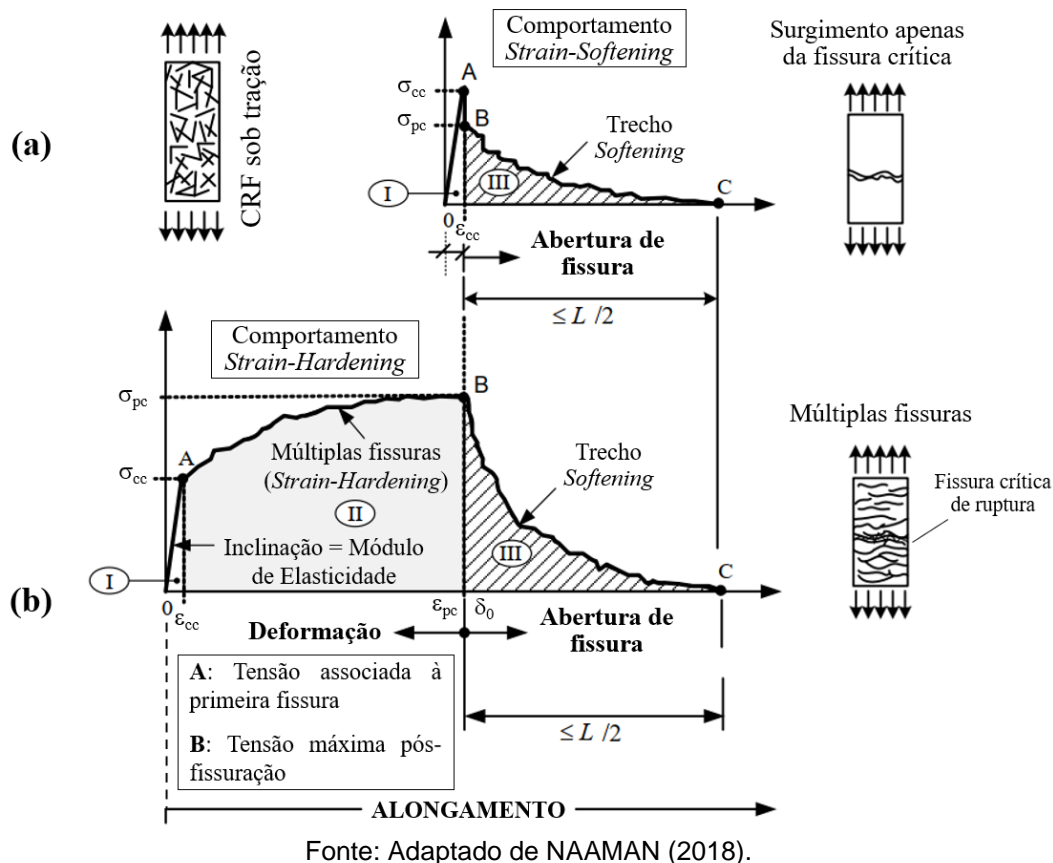 (a)
CRF sob tração
Comportamento
Strain-Softening
A
σcc
B
σpc
Trecho
Softening
I
III
C
0
εcc
Abertura de
fissura
≤ L /2
Surgimento apenas
da fissura crítica
(b)
Comportamento
Strain-Hardening
σpc
B
A
σcc
Múltiplas fissuras
(Strain-Hardening)
II
Trecho
Softening
III
Inclinação = Módulo
de Elasticidade
I
C
0
εcc
εpc
δ0
Deformação
Abertura de
fissura
A: Tensão associada à
primeira fissura
B: Tensão máxima pós-
fissuração
≤ L /2
ALONGAMENTO
Múltiplas fissuras
Fissura crítica
de ruptura
Fonte: Adaptado de NAAMAN (2018).